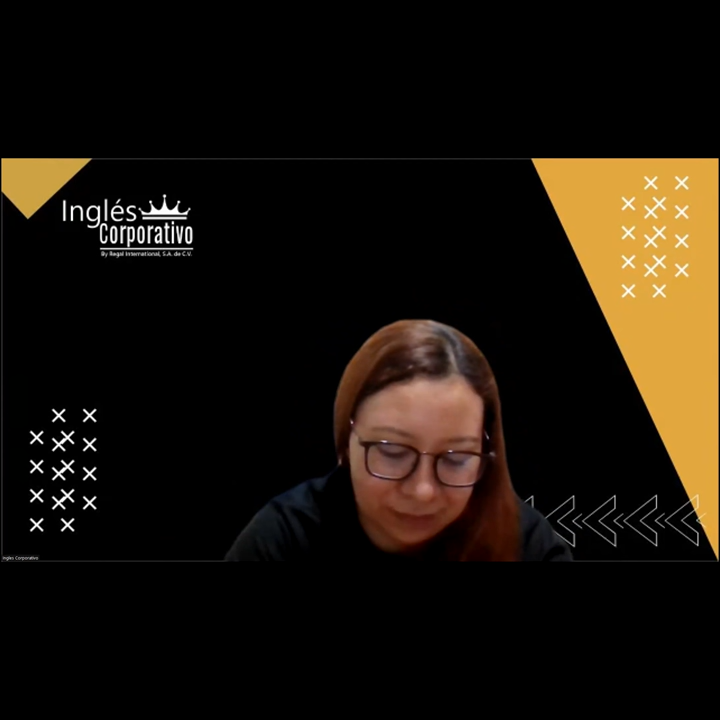 Inglés
Corporativo
By Regal International, S.A. de C.V.
Inglés Corporativo